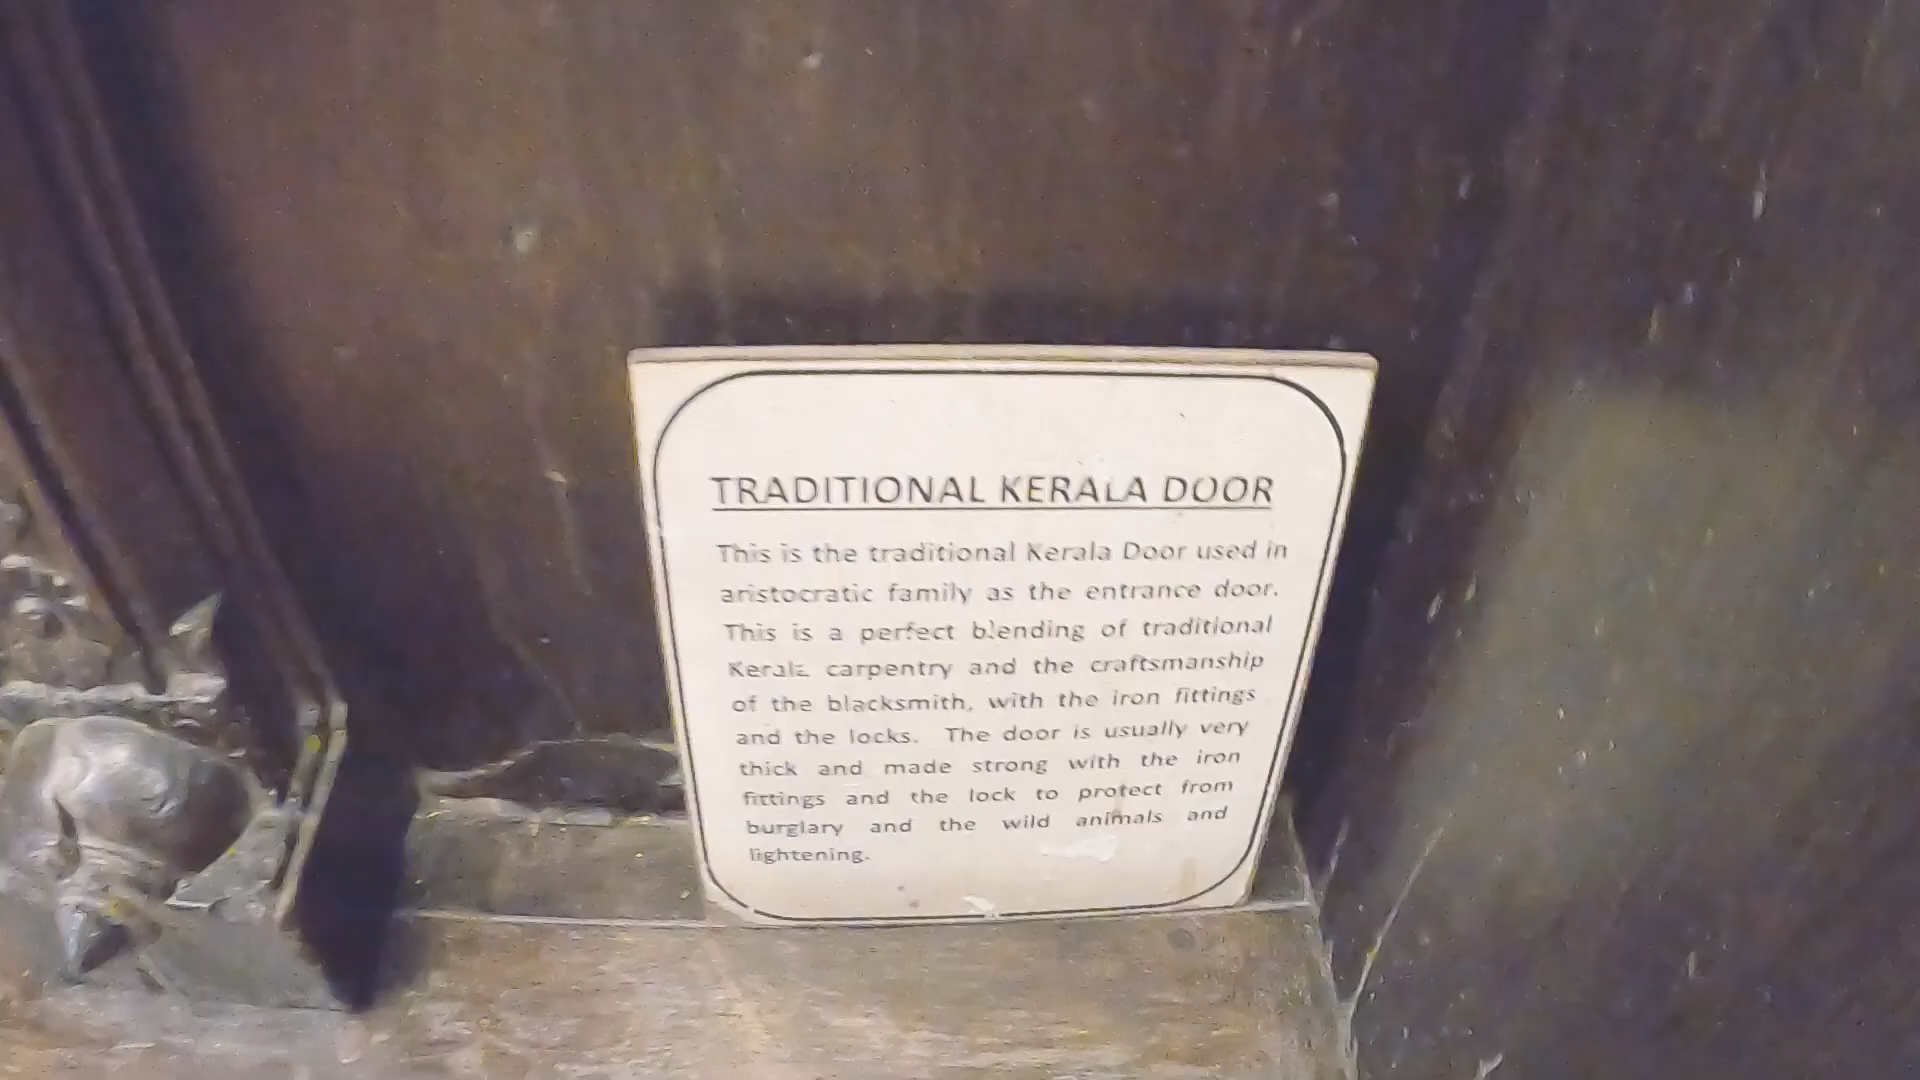 TRADITIONAL KERALA DOOR
This is the traditional Kerala Door used in
aristocratic family as the entrance door.
This is a perfect blending of traditional
Kerala carpentry and the craftsmanship
of the blacksmith, with the iron fittings
and the locks. The door is usually very
thick and made strong with the iron
fittings and the lock to protect from
burglary and the wild animals and
lightening.